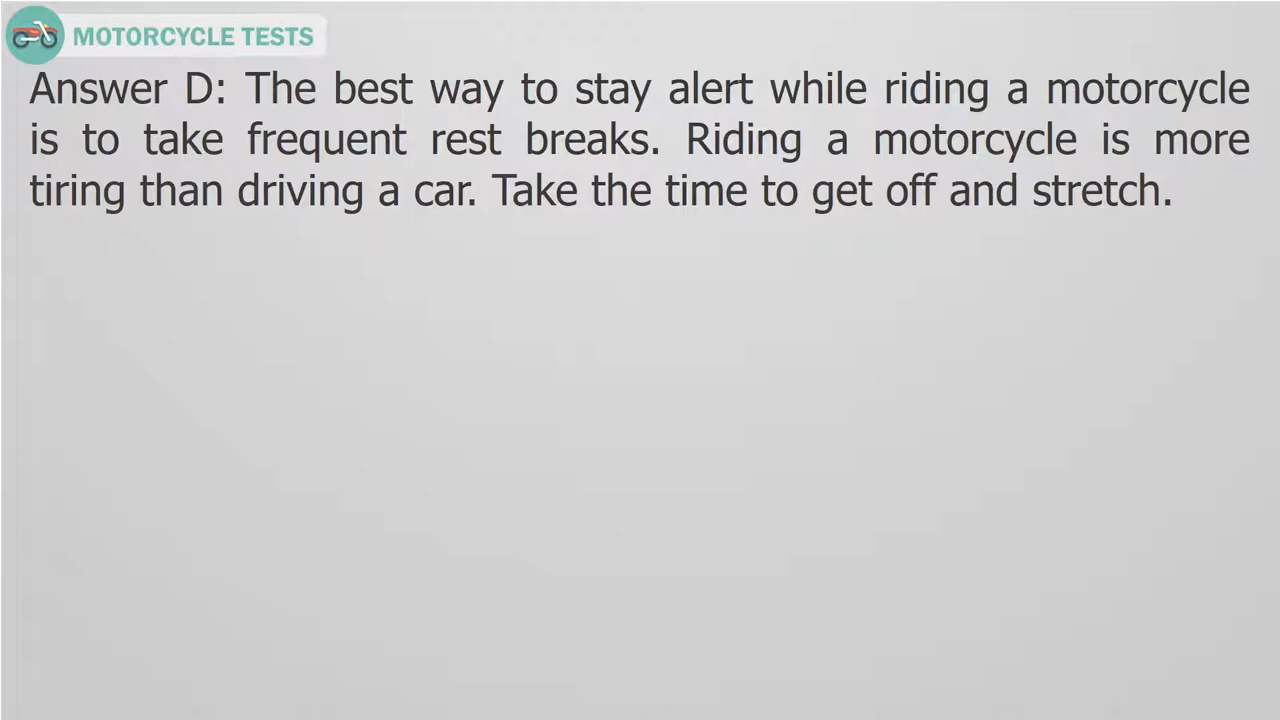 MOTORCYCLE TESTS
Answer D: The best way to stay alert while riding a motorcycle
is to take frequent rest breaks. Riding a motorcycle is more
tiring than driving a car. Take the time to get off and stretch.